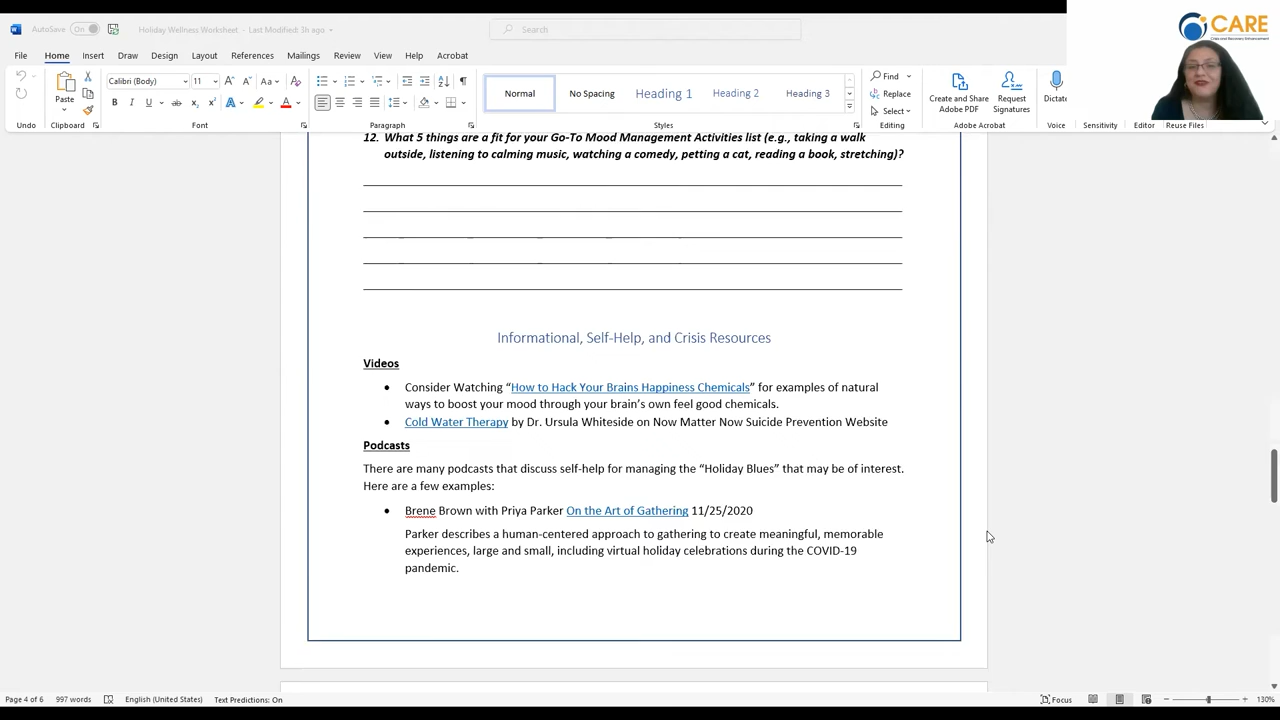 AutoSave
On
Holiday Wellness Worksheet - Last Modified: 1h ago
Search
CARE
File Home Insert Draw Design Layout References Mailings Review View Help Acrobat
Calibri (Body) 11
Find
Paste
Normal
No Spacing
Heading 1
Heading 2
Heading 3
Replace
Create and Share
Adobe PDF
Request
Signatures
Dictate
Select
Undo Clipboard Font Paragraph Styles Editing Adobe Acrobat Voice Sensitivity Editor Reuse Files
12. What 5 things are a fit for your Go-To Mood Management Activities list (e.g., taking a walk
outside, listening to calming music, watching a comedy, petting a cat, reading a book, stretching)?
Informational, Self-Help, and Crisis Resources
Videos
• Consider Watching “How to Hack Your Brains Happiness Chemicals” for examples of natural
ways to boost your mood through your brain’s own feel good chemicals.
• Cold Water Therapy by Dr. Ursula Whiteside on Now Matter Now Suicide Prevention Website
Podcasts
There are many podcasts that discuss self-help for managing the “Holiday Blues” that may be of interest.
Here are a few examples:
• Brene Brown with Priya Parker On the Art of Gathering 11/25/2020
Parker describes a human-centered approach to gathering to create meaningful, memorable
experiences, large and small, including virtual holiday celebrations during the COVID-19
pandemic.
Page 4 of 6 997 words English (United States) Text Predictions: On Focus 130%